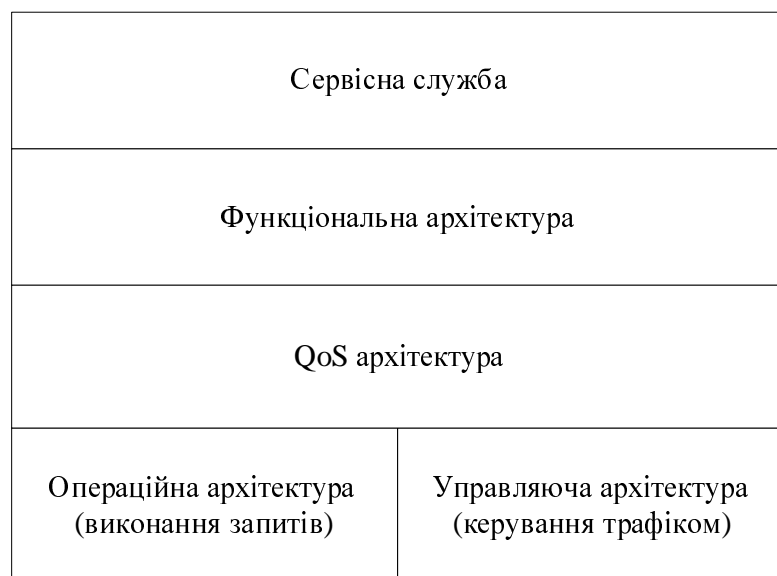 Сервісна служба
Функціональна архітектура
QoS архітектура
Операційна архітектура
(виконання запитів)
Управляюча архітектура
(керування трафіком)